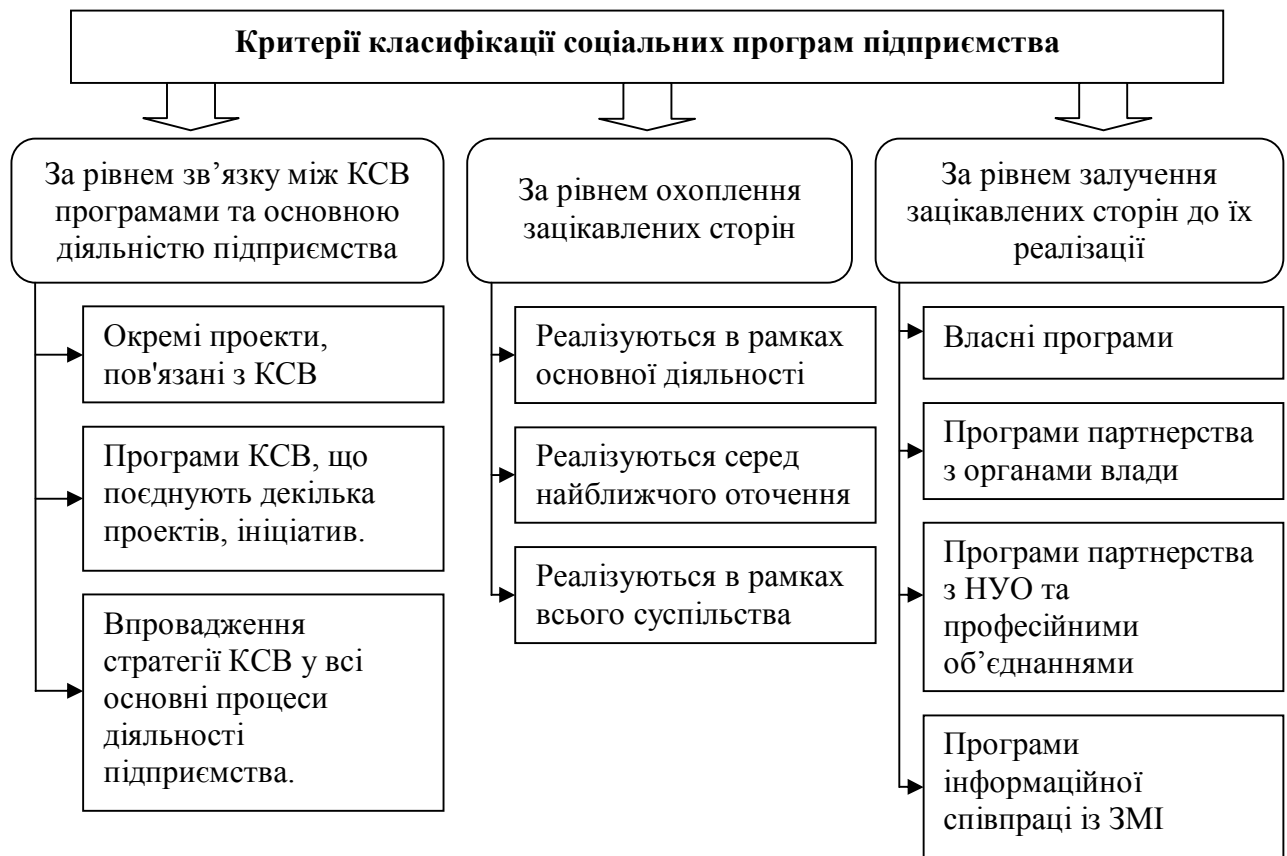 Критерії класифікації соціальних програм підприємства
За рівнем зв’язку між КСВ
програмами та основною
діяльністю підприємства
Окремі проекти,
пов'язані з КСВ
Програми КСВ, що
поєднують декілька
проектів, ініціатив.
Впровадження
стратегії КСВ у всі
основні процеси
діяльності
підприємства.
За рівнем охоплення
зацікавлених сторін
Реалізуються в рамках
основної діяльності
Реалізуються серед
найближчого оточення
Реалізуються в рамках
всього суспільства
За рівнем залучення
зацікавлених сторін до їх
реалізації
Власні програми
Програми партнерства
з органами влади
Програми партнерства
з НУО та
професійними
об’єднаннями
Програми
інформаційної
співпраці із ЗМІ